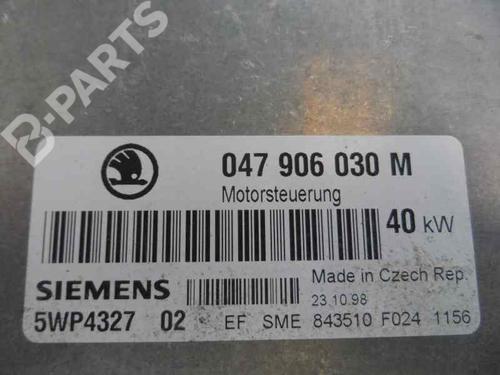 B-PARTS
047 906 030 M
Motorsteuerung
40 kW
SIEMENS
Made in Czech Rep.
23.10.98
5WP4327 02 EF SME 843510 F024 1156